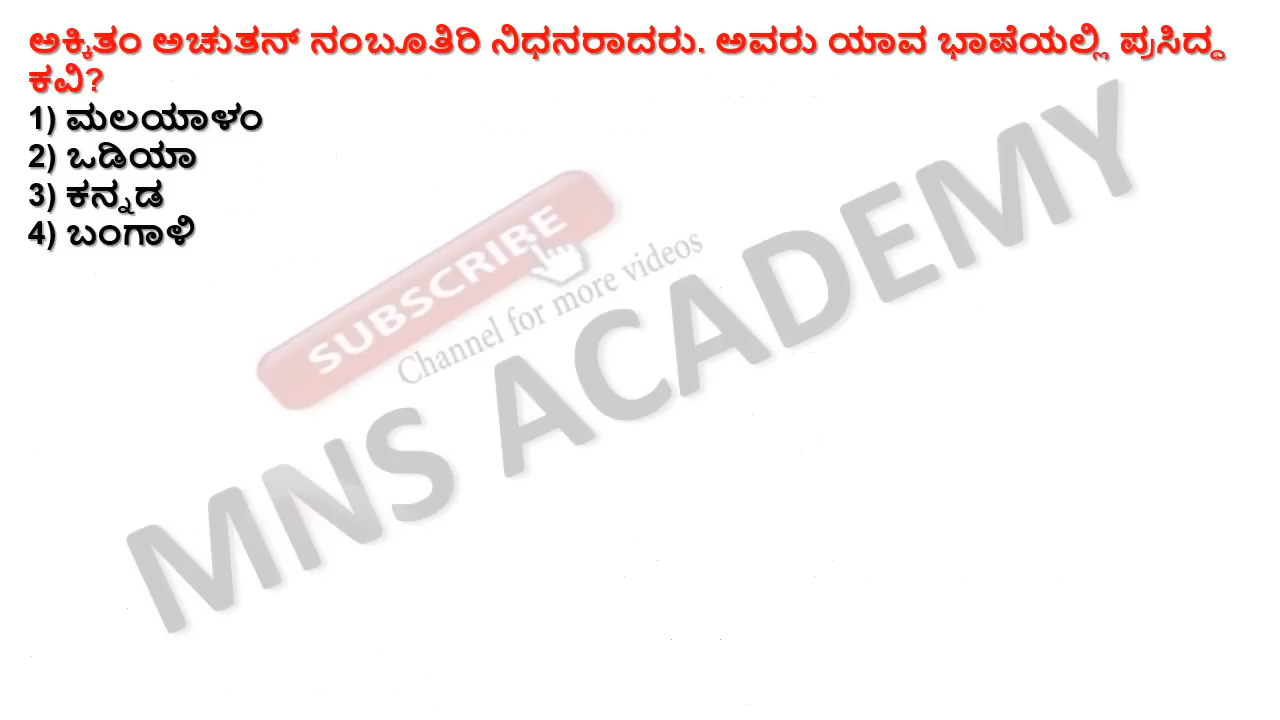 ಅಕ್ಕಿತಂ ಅಚುತನ್ ನಂಬೂತಿರಿ ನಿಧನರಾದರು. ಅವರು ಯಾವ ಭಾಷೆಯಲ್ಲಿ ಪ್ರಸಿದ್ಧ
ಕವಿ?
1) ಮಲಯಾಳಂ
2) ಒಡಿಯಾ
3) ಕನ್ನಡ
4) ಬಂಗಾಳಿ
SUBSCRIBE
Channel for more videos
MNS ACADEMY